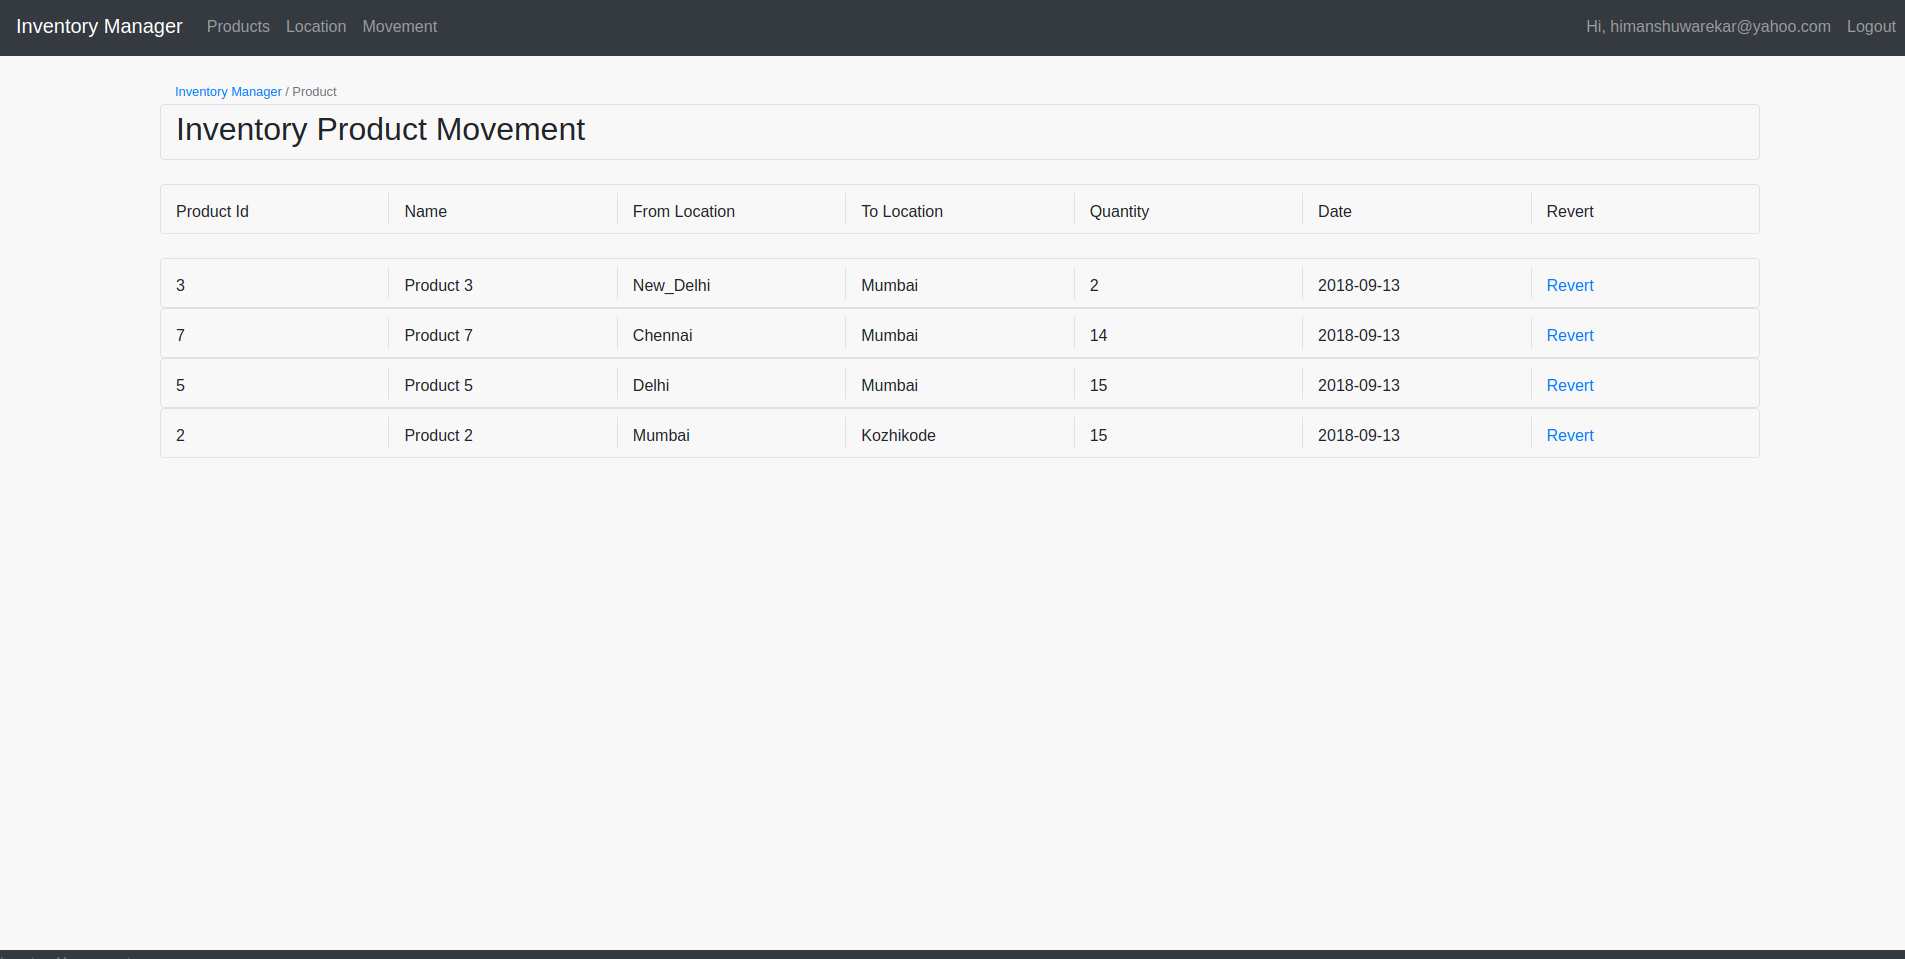 Inventory Manager Products Location Movement Hi, himanshuwarekar@yahoo.com Logout
Inventory Manager / Product
Inventory Product Movement
Product Id Name From Location To Location Quantity Date Revert
3 Product 3 New_Delhi Mumbai 2 2018-09-13 Revert
7 Product 7 Chennai Mumbai 14 2018-09-13 Revert
5 Product 5 Delhi Mumbai 15 2018-09-13 Revert
2 Product 2 Mumbai Kozhikode 15 2018-09-13 Revert